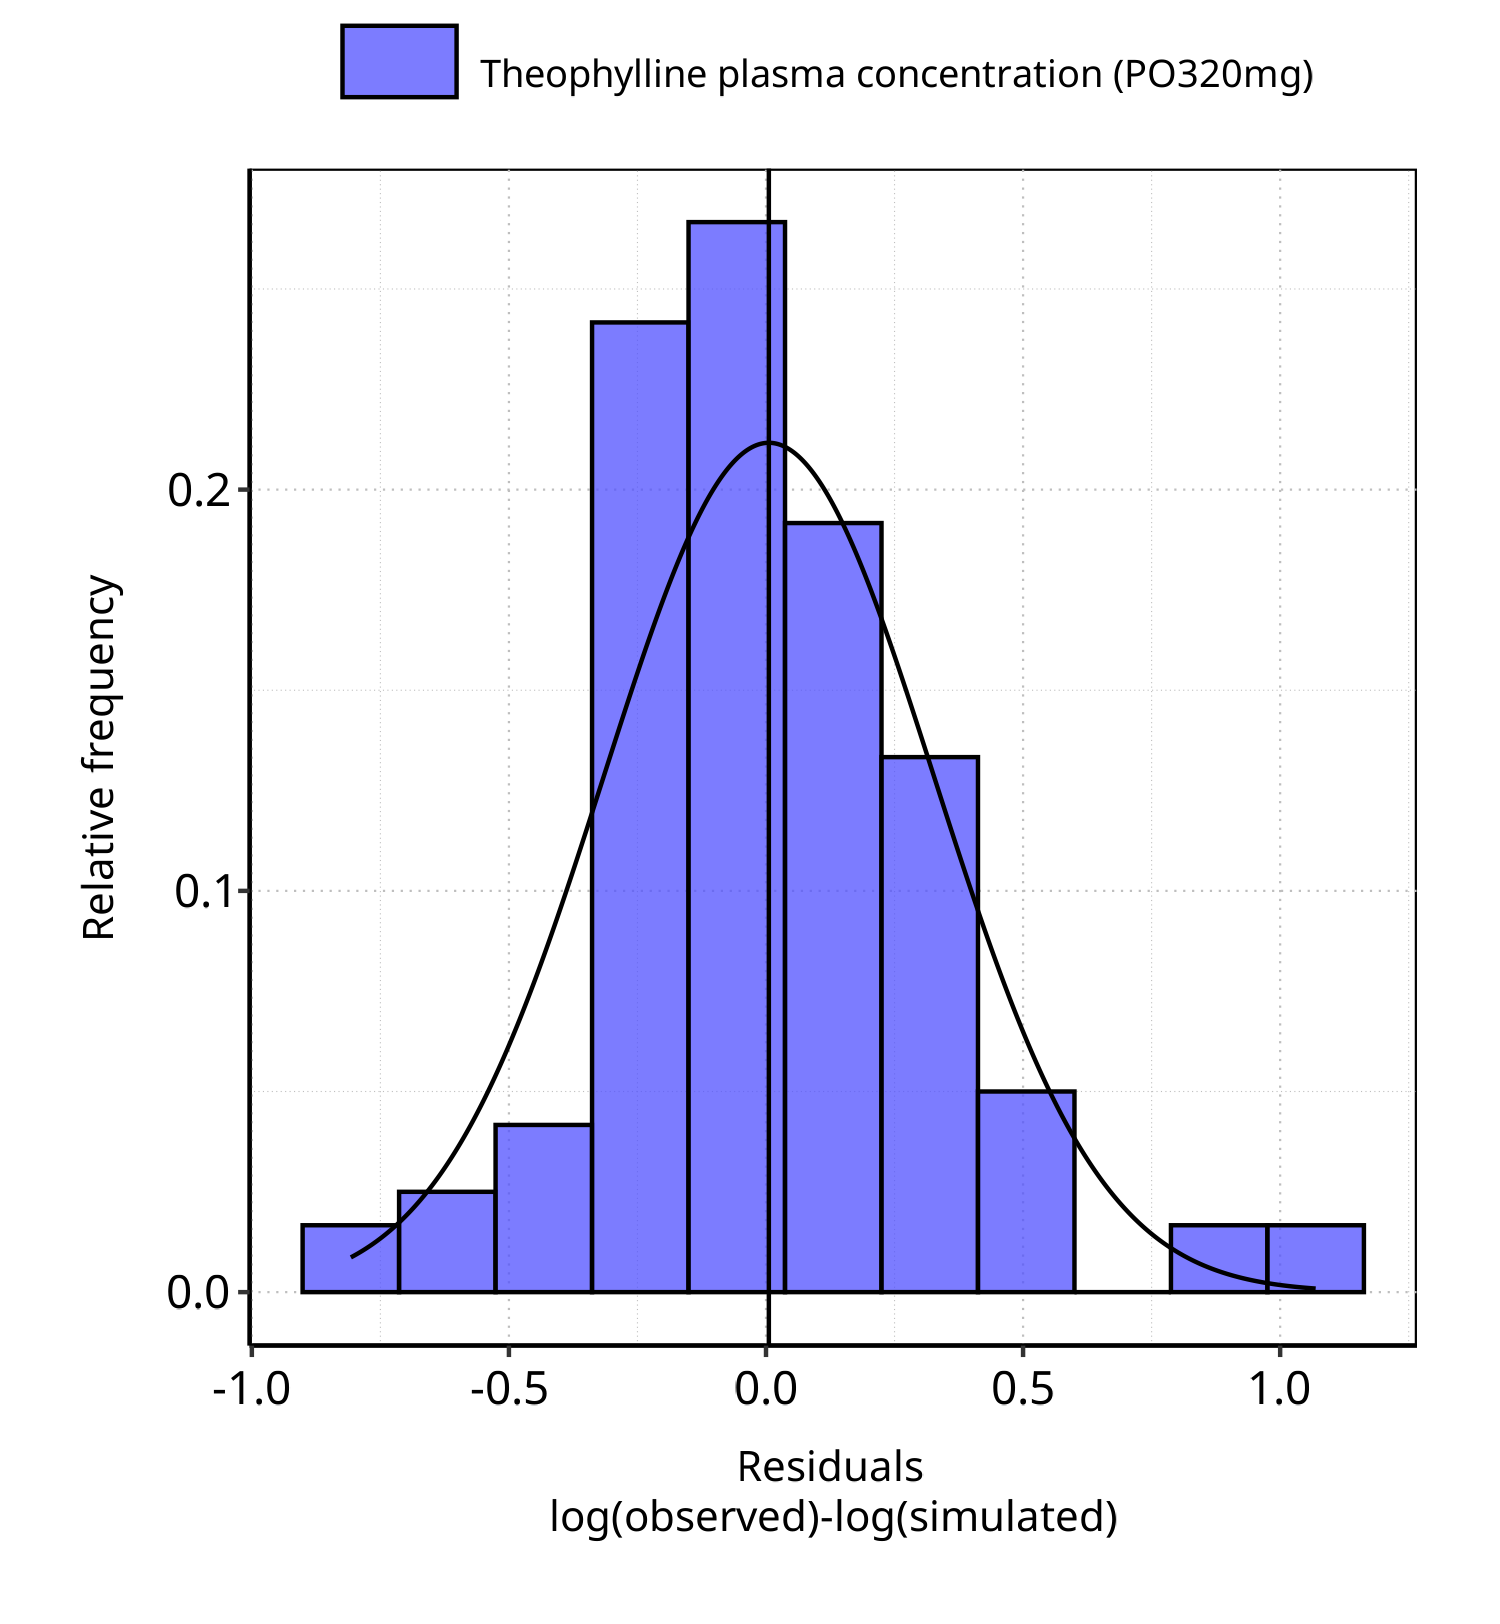 Theophylline plasma concentration (PO320mg)
0.2
0.1
0.0
Relative frequency
-1.0
-0.5
0.0
0.5
1.0
Residuals
log(observed)-log(simulated)